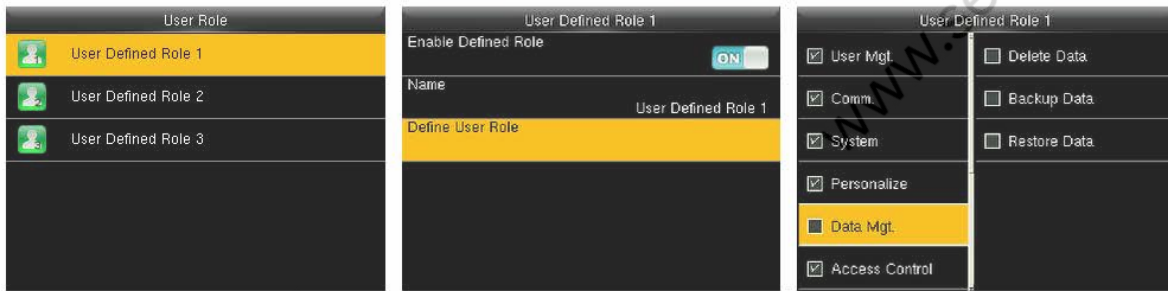 User Role
User Defined Role 1
User Defined Role 2
User Defined Role 3
User Defined Role 1
Enable Defined Role
ON
Name
User Defined Role 1
Define User Role
User Defined Role 1
User Mgt.
Comm.
System
Personalize
Data Mgt.
Access Control
Delete Data
Backup Data
Restore Data
www.se